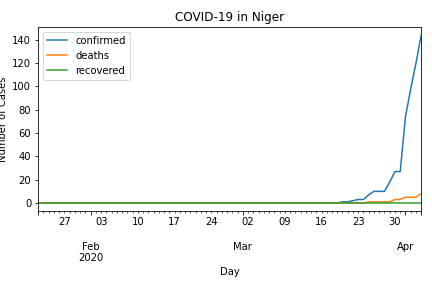 COVID-19 in Niger
confirmed
deaths
recovered
140
120
100
80
60
40
20
0
Number of Cases
27 03 10 17 24 02 09 16 23 30
Feb Mar Apr
2020
Day